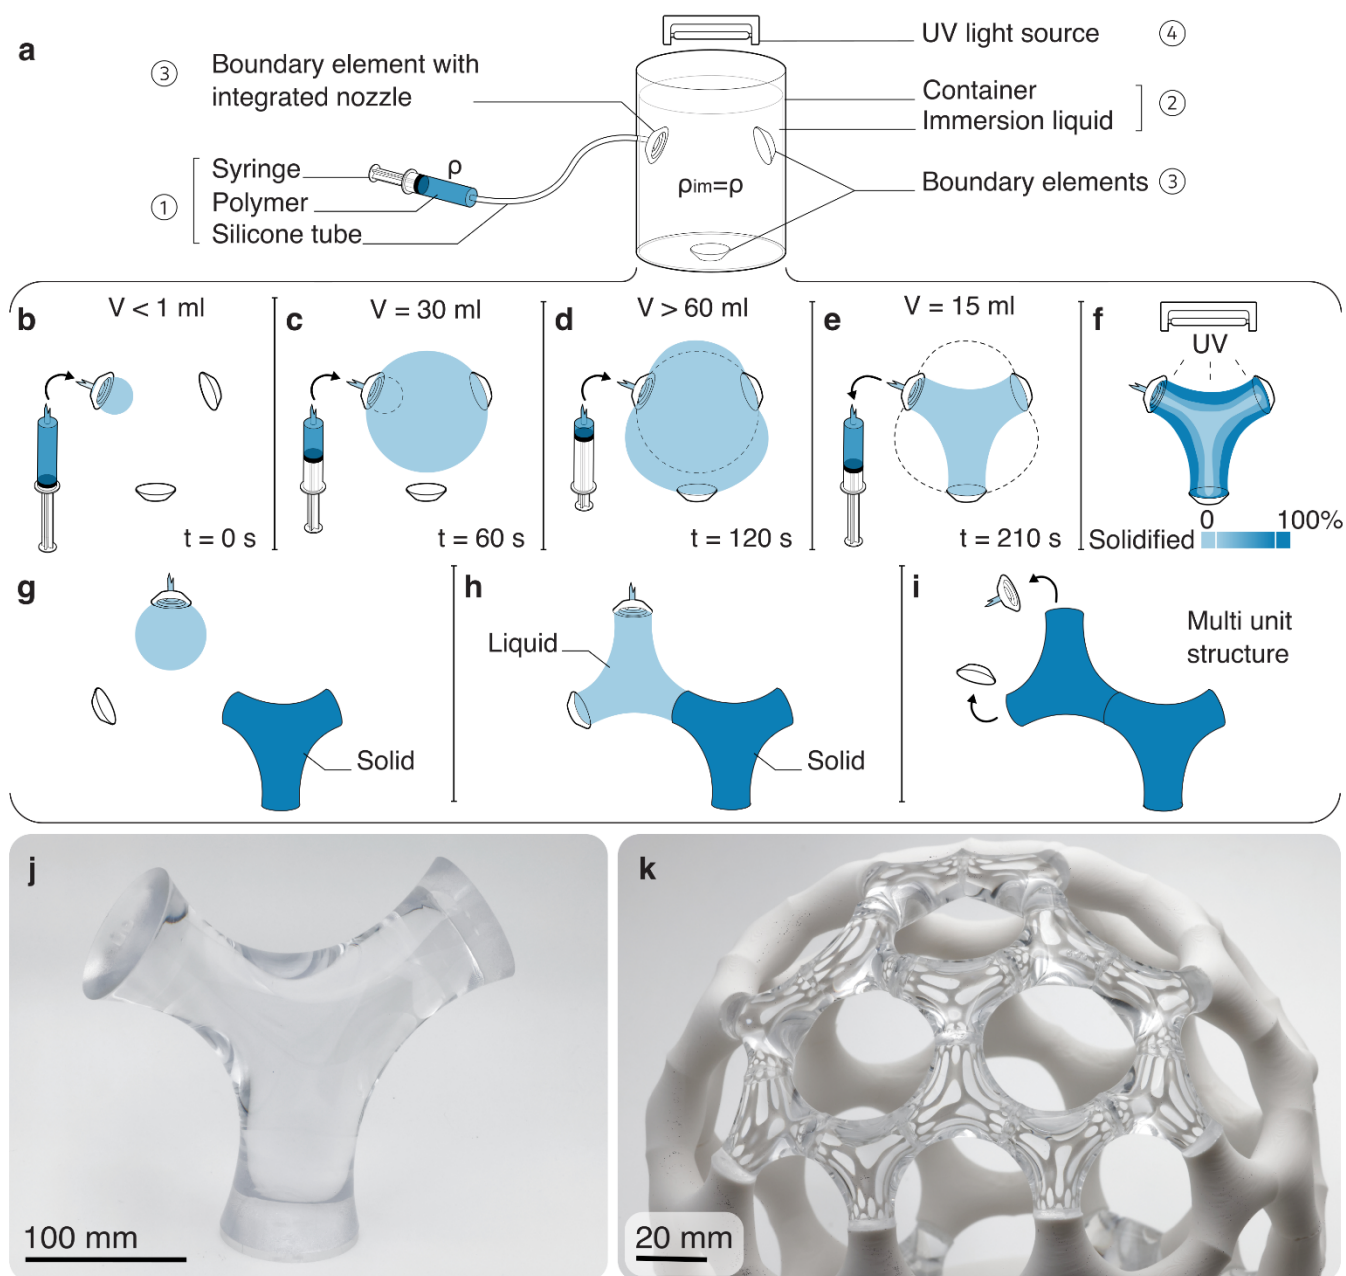 a
③ Boundary element with
integrated nozzle
① Syringe
Polymer
Silicone tube
ρ
ρim=ρ
UV light source ④
Container
Immersion liquid ②
Boundary elements ③
b
V < 1 ml
t = 0 s
c
V = 30 ml
t = 60 s
d
V > 60 ml
t = 120 s
e
V = 15 ml
t = 210 s
f
UV
0 100%
Solidified
g
Solid
h
Liquid
Solid
i
Multi unit
structure
j
100 mm
k
20 mm